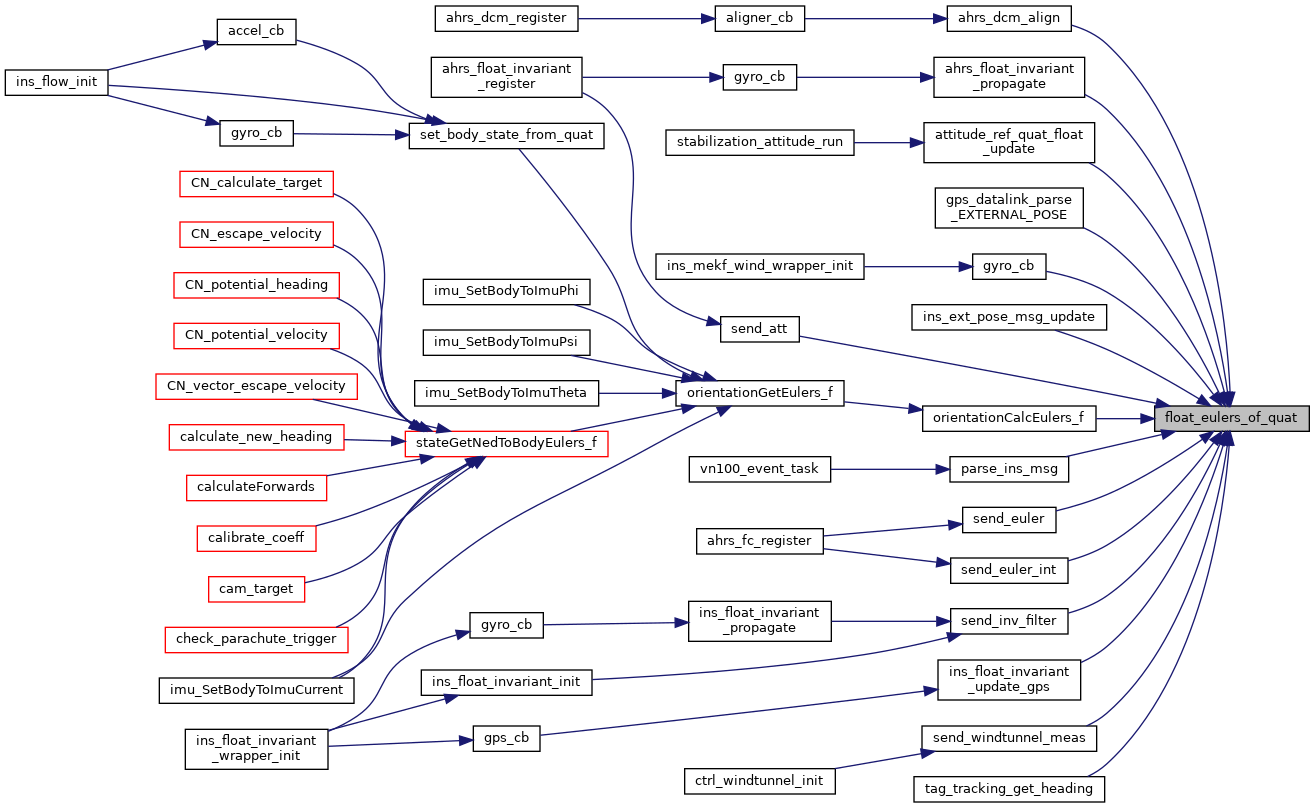 ahrs_dcm_register
aligner_cb
ahrs_dcm_align
accel_cb
ins_flow_init
gyro_cb
ahrs_float_invariant
_register
gyro_cb
ahrs_float_invariant
_propagate
set_body_state_from_quat
stabilization_attitude_run
attitude_ref_quat_float
_update
CN_calculate_target
gps_datalink_parse
_EXTERNAL_POSE
CN_escape_velocity
ins_mekf_wind_wrapper_init
gyro_cb
CN_potential_heading
imu_SetBodyToImuPhi
ins_ext_pose_msg_update
CN_potential_velocity
imu_SetBodyToImuPsi
send_att
CN_vector_escape_velocity
imu_SetBodyToImuTheta
orientationGetEulers_f
orientationCalcEulers_f
float_eulers_of_quat
calculate_new_heading
stateGetNedToBodyEulers_f
vn100_event_task
parse_ins_msg
calculateForwards
send_euler
calibrate_coeff
ahrs_fc_register
send_euler_int
cam_target
check_parachute_trigger
gyro_cb
ins_float_invariant
_propagate
send_inv_filter
imu_SetBodyToImuCurrent
ins_float_invariant_init
ins_float_invariant
_update_gps
ins_float_invariant
_wrapper_init
gps_cb
send_windtunnel_meas
ctrl_windtunnel_init
tag_tracking_get_heading